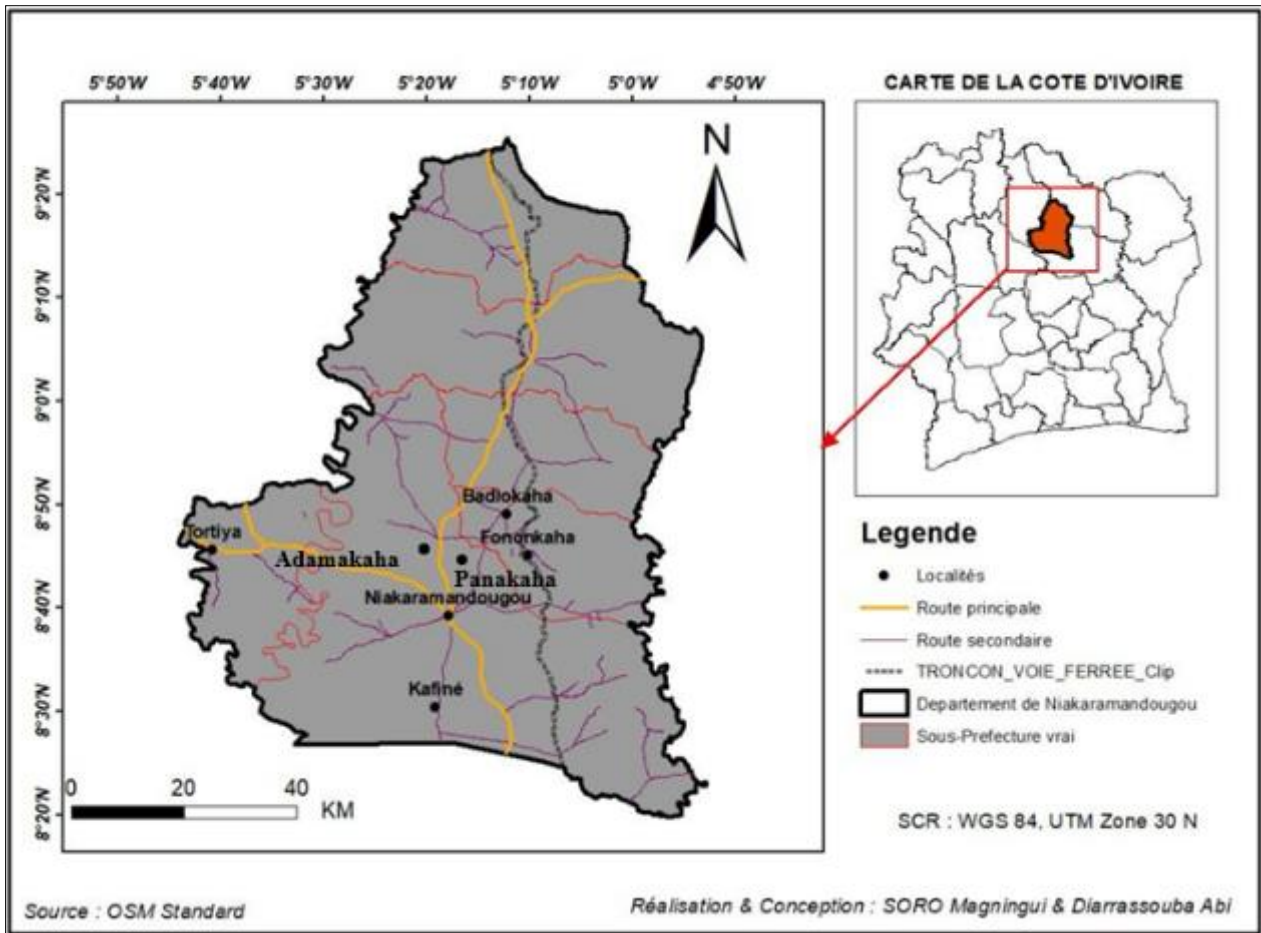 5°50'W 5°40'W 5°30'W 5°20'W 5°10'W 5°0'W 4°50'W
9°20'N
9°10'N
9°0'N
8°50'N
8°40'N
8°30'N
8°20'N
N
Badlokaha
Tortiya
Fononkaha
Adamakaha
Panakaha
Niakaramandougou
Kafiné
0 20 40
KM
CARTE DE LA COTE D'IVOIRE
Legende
Localités
Route principale
Route secondaire
TRONCON_VOIE_FERREE_Clip
Departement de Niakaramandougou
Sous-Prefecture vrai
SCR : WGS 84, UTM Zone 30 N
Source : OSM Standard
Réalisation & Conception : SORO Magningui & Diarrassouba Abi